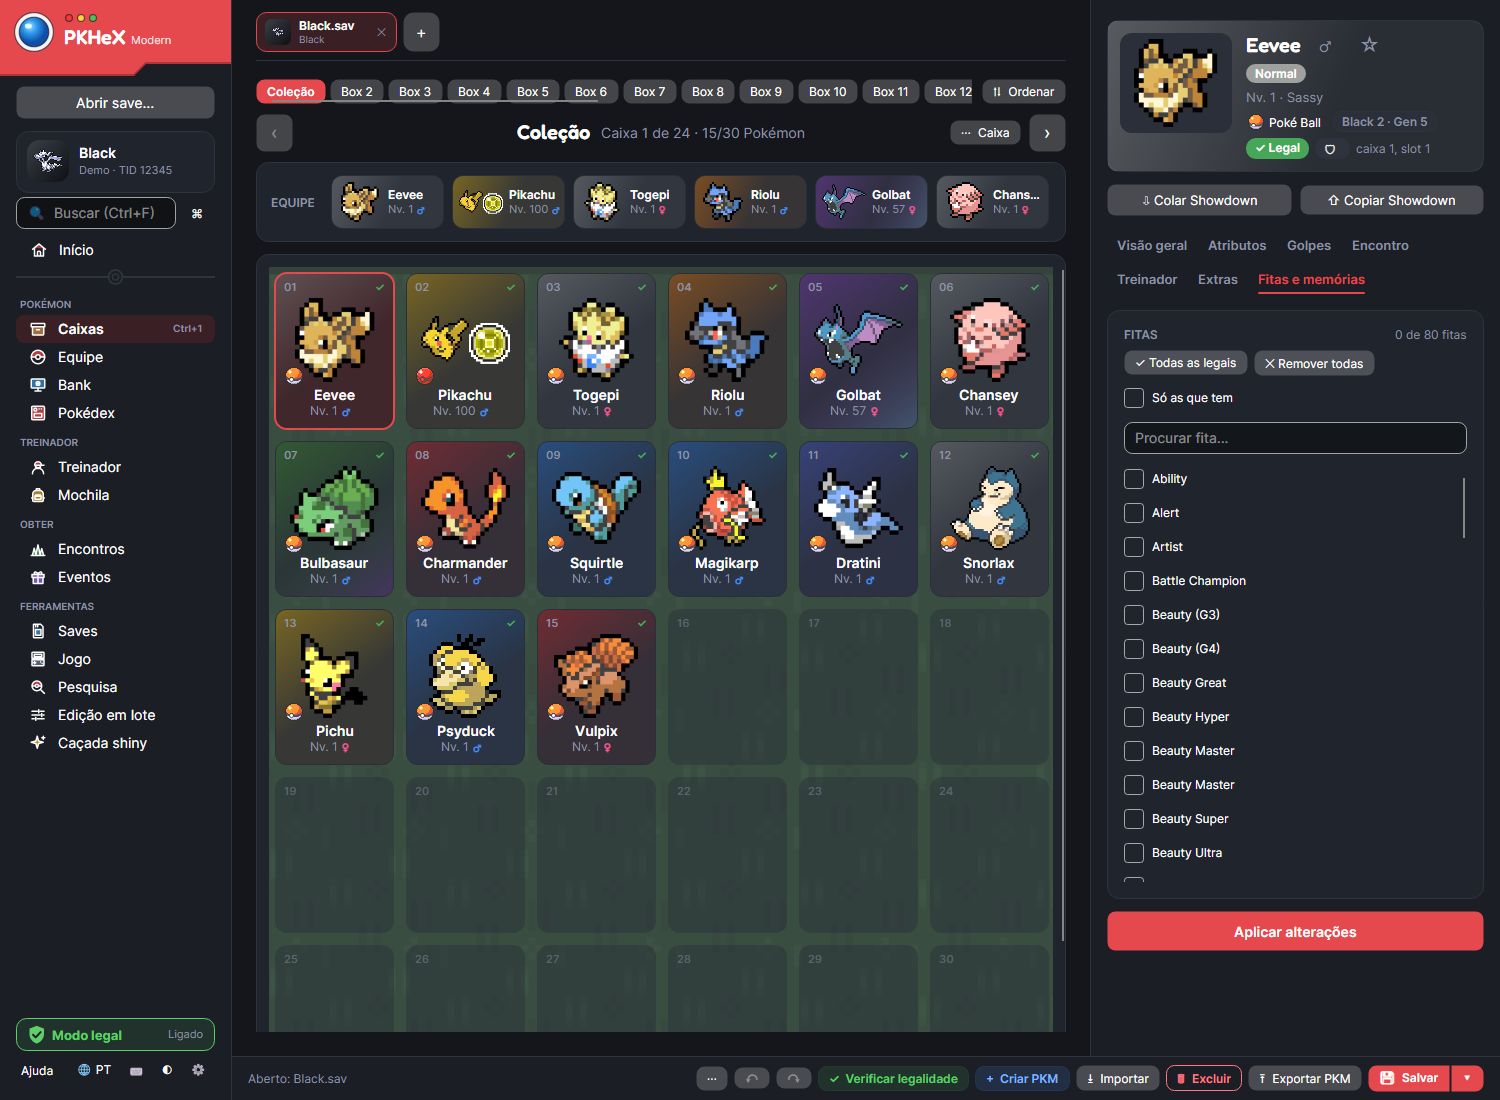 PKHeX Modern
Abrir save...
Black
Demo · TID 12345
Buscar (Ctrl+F)
⌘
Início
POKÉMON
Caixas Ctrl+1
Equipe
Bank
Pokédex
TREINADOR
Treinador
Mochila
OBTER
Encontros
Eventos
FERRAMENTAS
Saves
Jogo
Pesquisa
Edição em lote
Caçada shiny
Modo legal Ligado
Ajuda PT
Black.sav
Black
+
Coleção Box 2 Box 3 Box 4 Box 5 Box 6 Box 7 Box 8 Box 9 Box 10 Box 11 Box 12 Ordenar
‹ Coleção Caixa 1 de 24 · 15/30 Pokémon ··· Caixa ›
EQUIPE
Eevee
Nv. 1 ♂
Pikachu
Nv. 100 ♂
Togepi
Nv. 1 ♀
Riolu
Nv. 1 ♂
Golbat
Nv. 57 ♀
Chans...
Nv. 1 ♀
01 02 03 04 05 06
Eevee Pikachu Togepi Riolu Golbat Chansey
Nv. 1 ♂ Nv. 100 ♂ Nv. 1 ♀ Nv. 1 ♂ Nv. 57 ♀ Nv. 1 ♀
07 08 09 10 11 12
Bulbasaur Charmander Squirtle Magikarp Dratini Snorlax
Nv. 1 ♂ Nv. 1 ♂ Nv. 1 ♂ Nv. 1 ♂ Nv. 1 ♂ Nv. 1 ♂
13 14 15 16 17 18
Pichu Psyduck Vulpix
Nv. 1 ♀ Nv. 1 ♂ Nv. 1 ♀
19 20 21 22 23 24
25 26 27 28 29 30
Eevee ♂ ☆
Normal
Nv. 1 · Sassy
Poké Ball Black 2 · Gen 5
✓ Legal caixa 1, slot 1
Colar Showdown Copiar Showdown
Visão geral Atributos Golpes Encontro
Treinador Extras Fitas e memórias
FITAS 0 de 80 fitas
✓ Todas as legais Remover todas
Só as que tem
Procurar fita...
Ability
Alert
Artist
Battle Champion
Beauty (G3)
Beauty (G4)
Beauty Great
Beauty Hyper
Beauty Master
Beauty Master
Beauty Super
Beauty Ultra
Aplicar alterações
Aberto: Black.sav
··· ✓ Verificar legalidade + Criar PKM Importar Excluir Exportar PKM Salvar